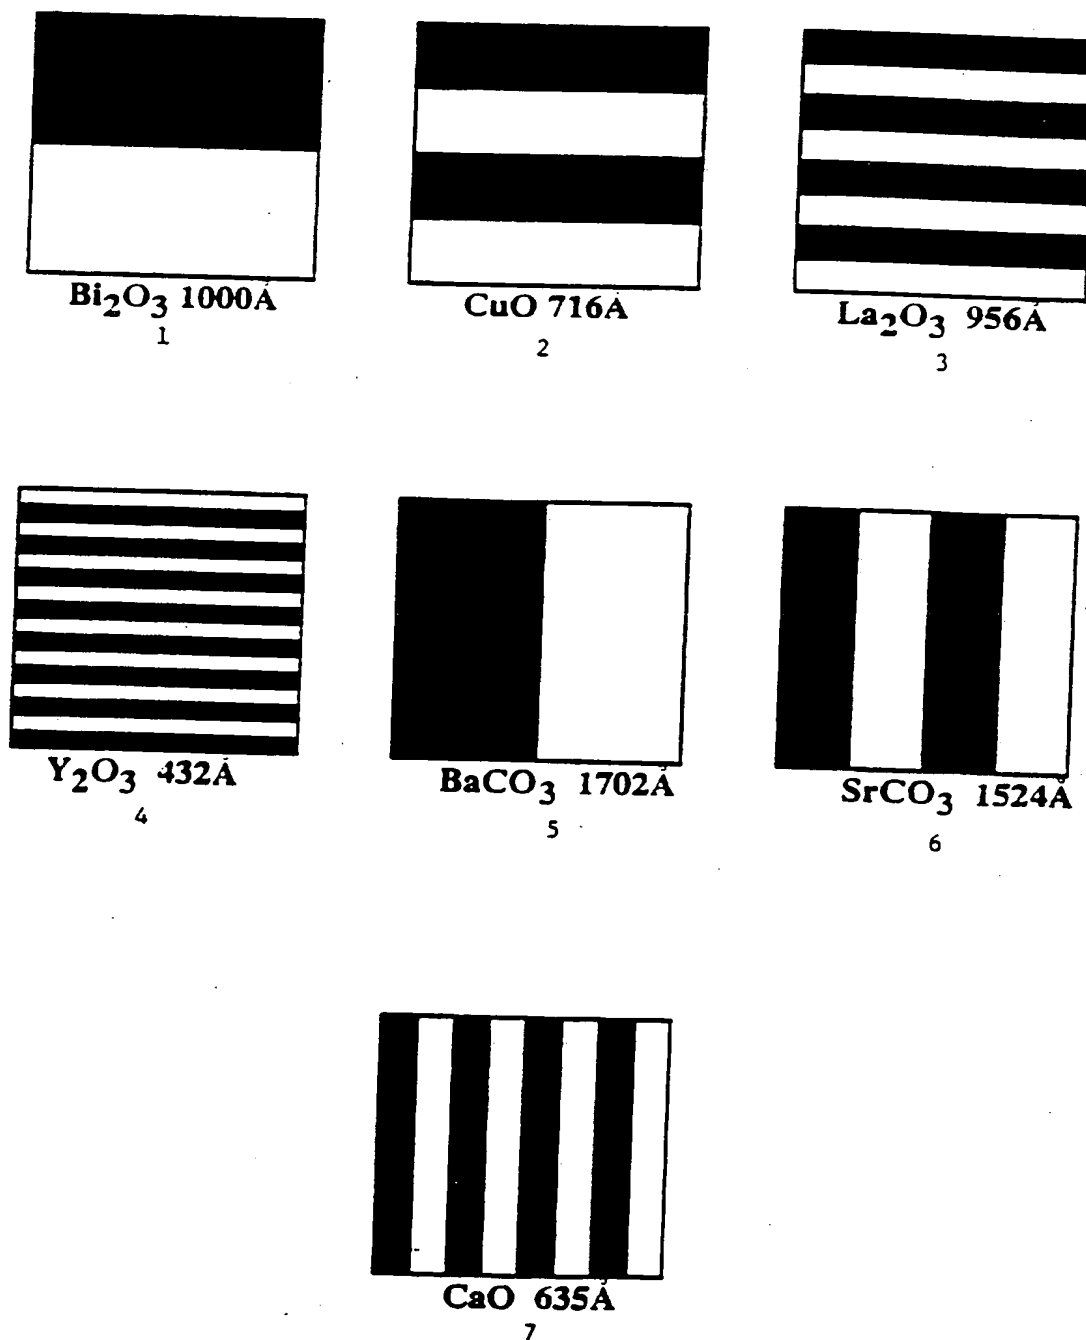 Bi₂O₃ 1000Å
1
CuO 716Å
2
La₂O₃ 956Å
3
Y₂O₃ 432Å
4
BaCO₃ 1702Å
5
SrCO₃ 1524Å
6
CaO 635Å
7